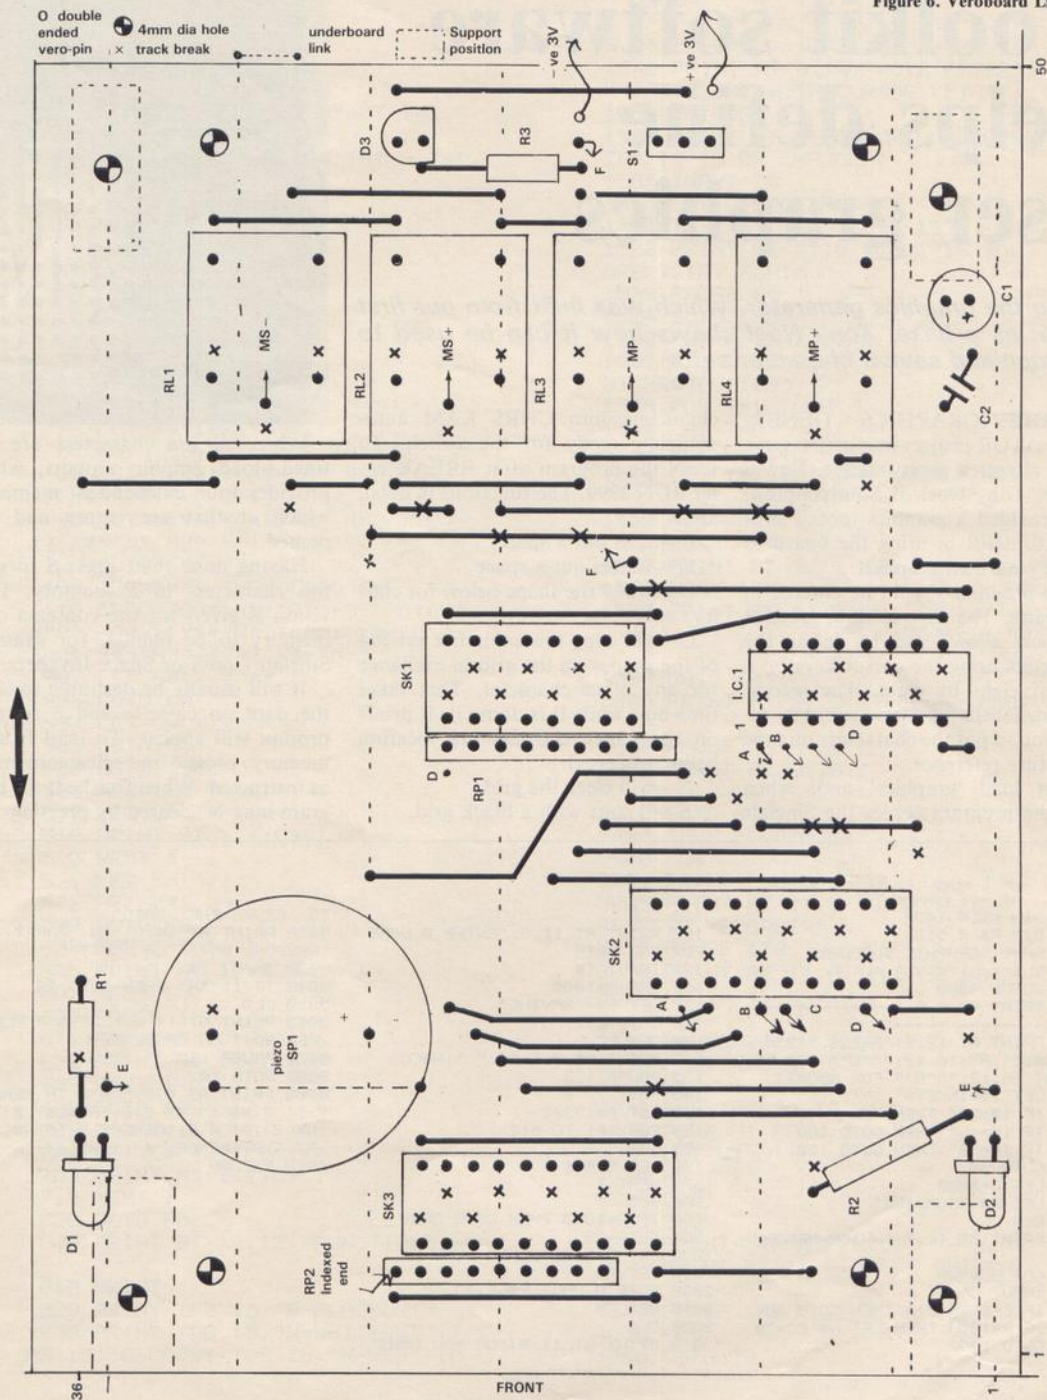 Figure 6. Veroboard L
O double
ended
vero-pin
4mm dia hole
x track break
underboard
link
Support
position
50
–ve 3V
+ve 3V
D3
R3
F
S1
RL1
MS–
RL2
MS+
RL3
MP–
RL4
MP+
C1
+
C2
F
SK1
I.C.1
1
A
B
D
D
RP1
SK2
R1
piezo
SP1
+
A
B
C
D
E
E
SK3
R2
D1
D2
RP2
Indexed
end
36
FRONT
1
1